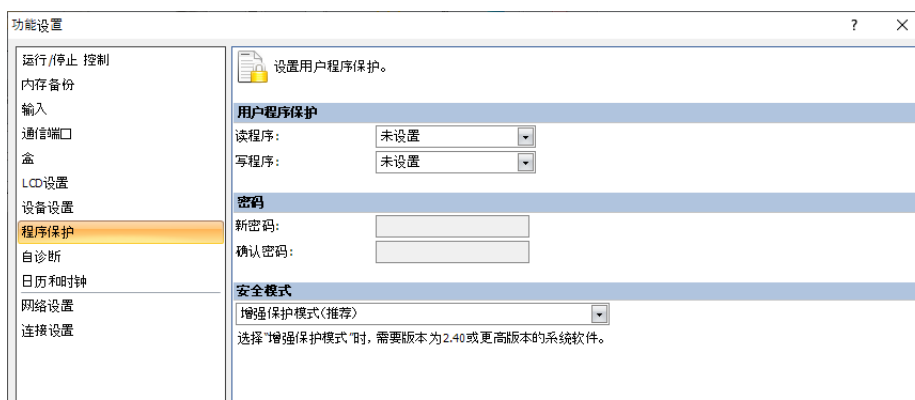 功能设置
?
运行/停止 控制
内存备份
输入
通信端口
盒
LCD设置
设备设置
程序保护
自诊断
日历和时钟
网络设置
连接设置
设置用户程序保护。
用户程序保护
读程序: 未设置
写程序: 未设置
密码
新密码:
确认密码:
安全模式
增强保护模式(推荐)
选择"增强保护模式"时, 需要版本为2.40或更高版本的系统软件。